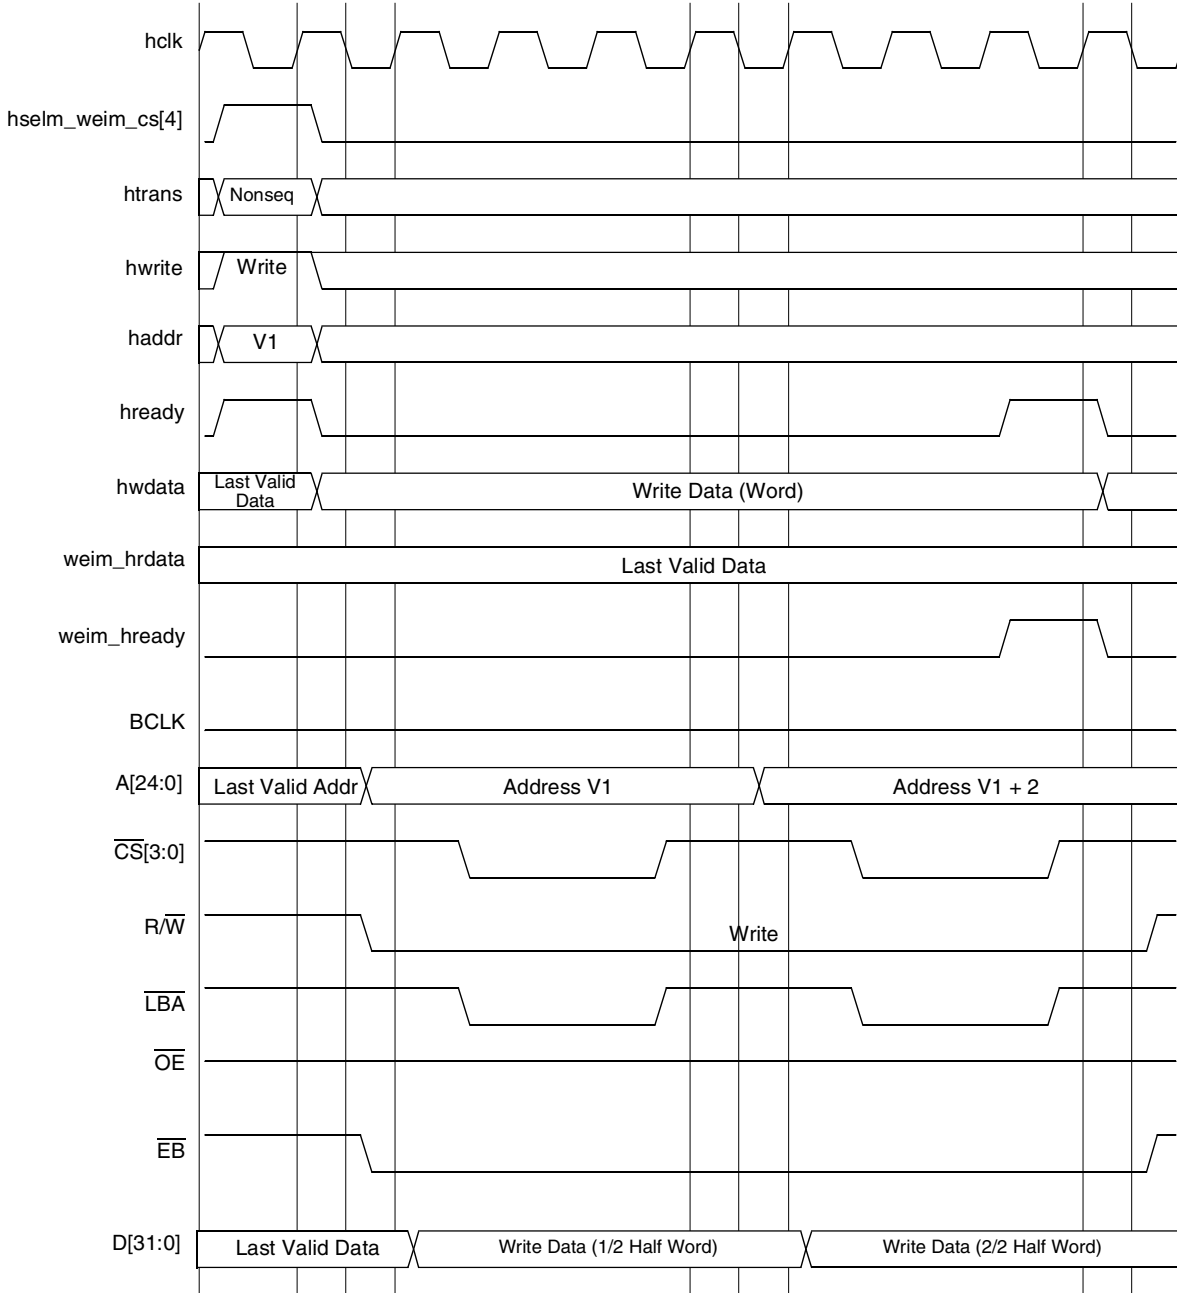 hclk
hselm_weim_cs[4]
htrans
Nonseq
hwrite
Write
haddr
V1
hready
hwdata
Last Valid
Data
Write Data (Word)
weim_hrdata
Last Valid Data
weim_hready
BCLK
A[24:0]
Last Valid Addr
Address V1
Address V1 + 2
CS[3:0]
R/W
Write
LBA
OE
EB
D[31:0]
Last Valid Data
Write Data (1/2 Half Word)
Write Data (2/2 Half Word)